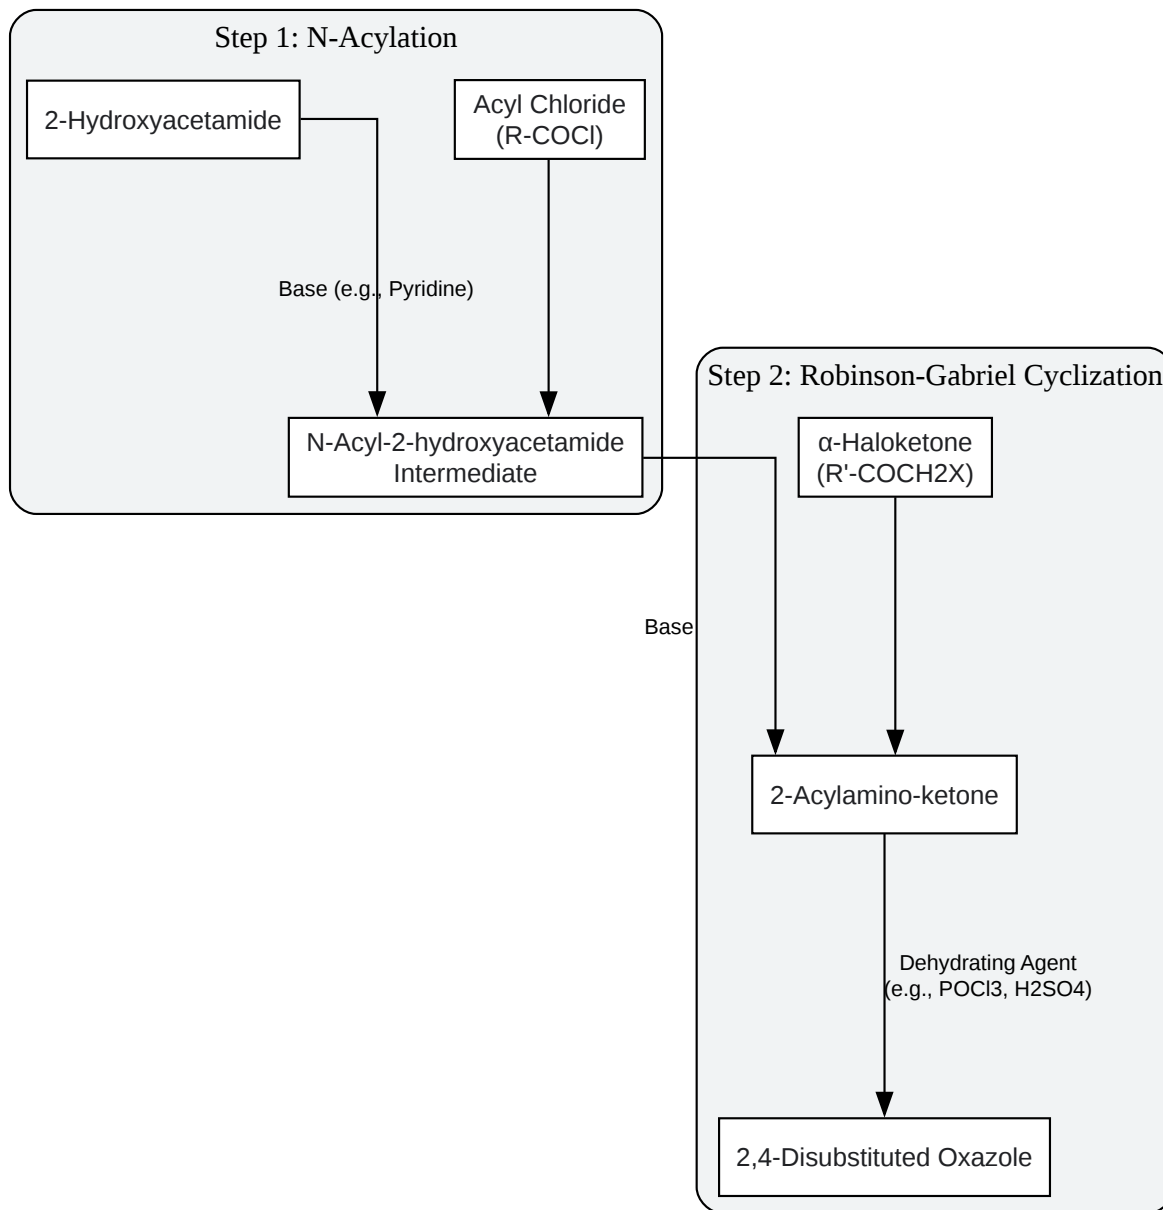 Step 1: N-Acylation
2-Hydroxyacetamide
Acyl Chloride
(R-COCl)
Base (e.g., Pyridine)
N-Acyl-2-hydroxyacetamide
Intermediate
Step 2: Robinson-Gabriel Cyclization
α-Haloketone
(R'-COCH2X)
Base
2-Acylamino-ketone
Dehydrating Agent
(e.g., POCl3, H2SO4)
2,4-Disubstituted Oxazole